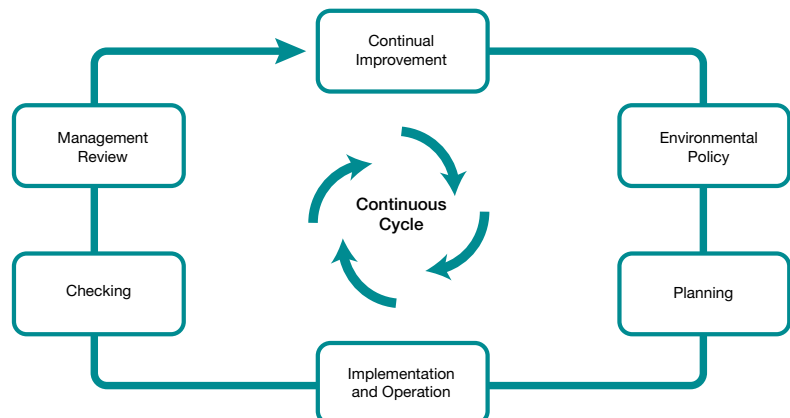 Continual
Improvement
Management
Review
Environmental
Policy
Continuous
Cycle
Checking
Planning
Implementation
and Operation